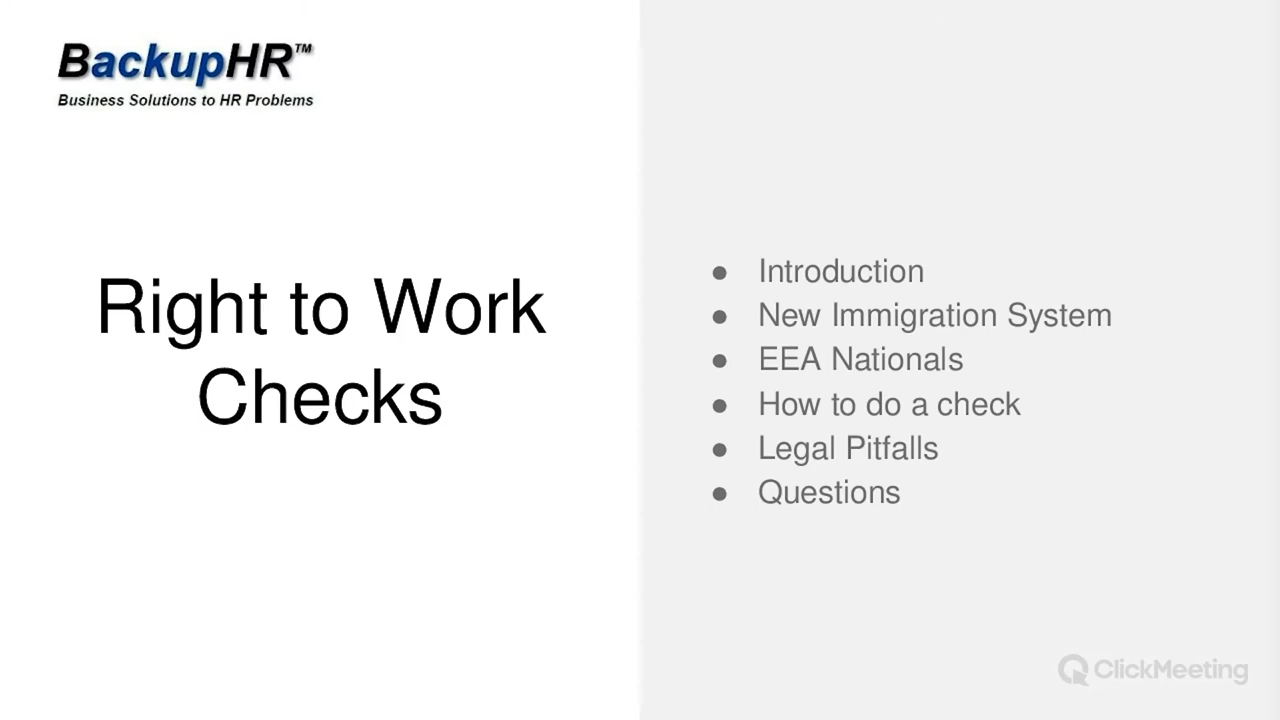 BackupHR™
Business Solutions to HR Problems
Right to Work
Checks
● Introduction
● New Immigration System
● EEA Nationals
● How to do a check
● Legal Pitfalls
● Questions
ClickMeeting